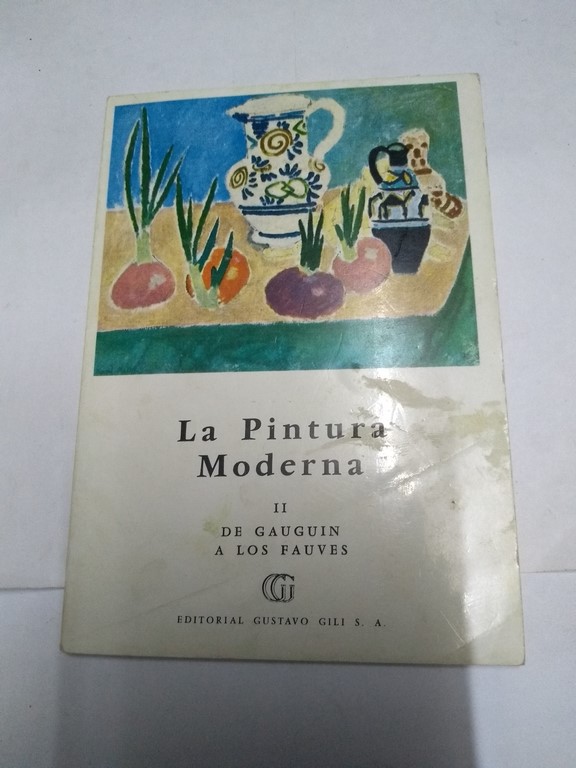 La Pintura
Moderna
II
DE GAUGUIN
A LOS FAUVES
GG
EDITORIAL GUSTAVO GILI S. A.